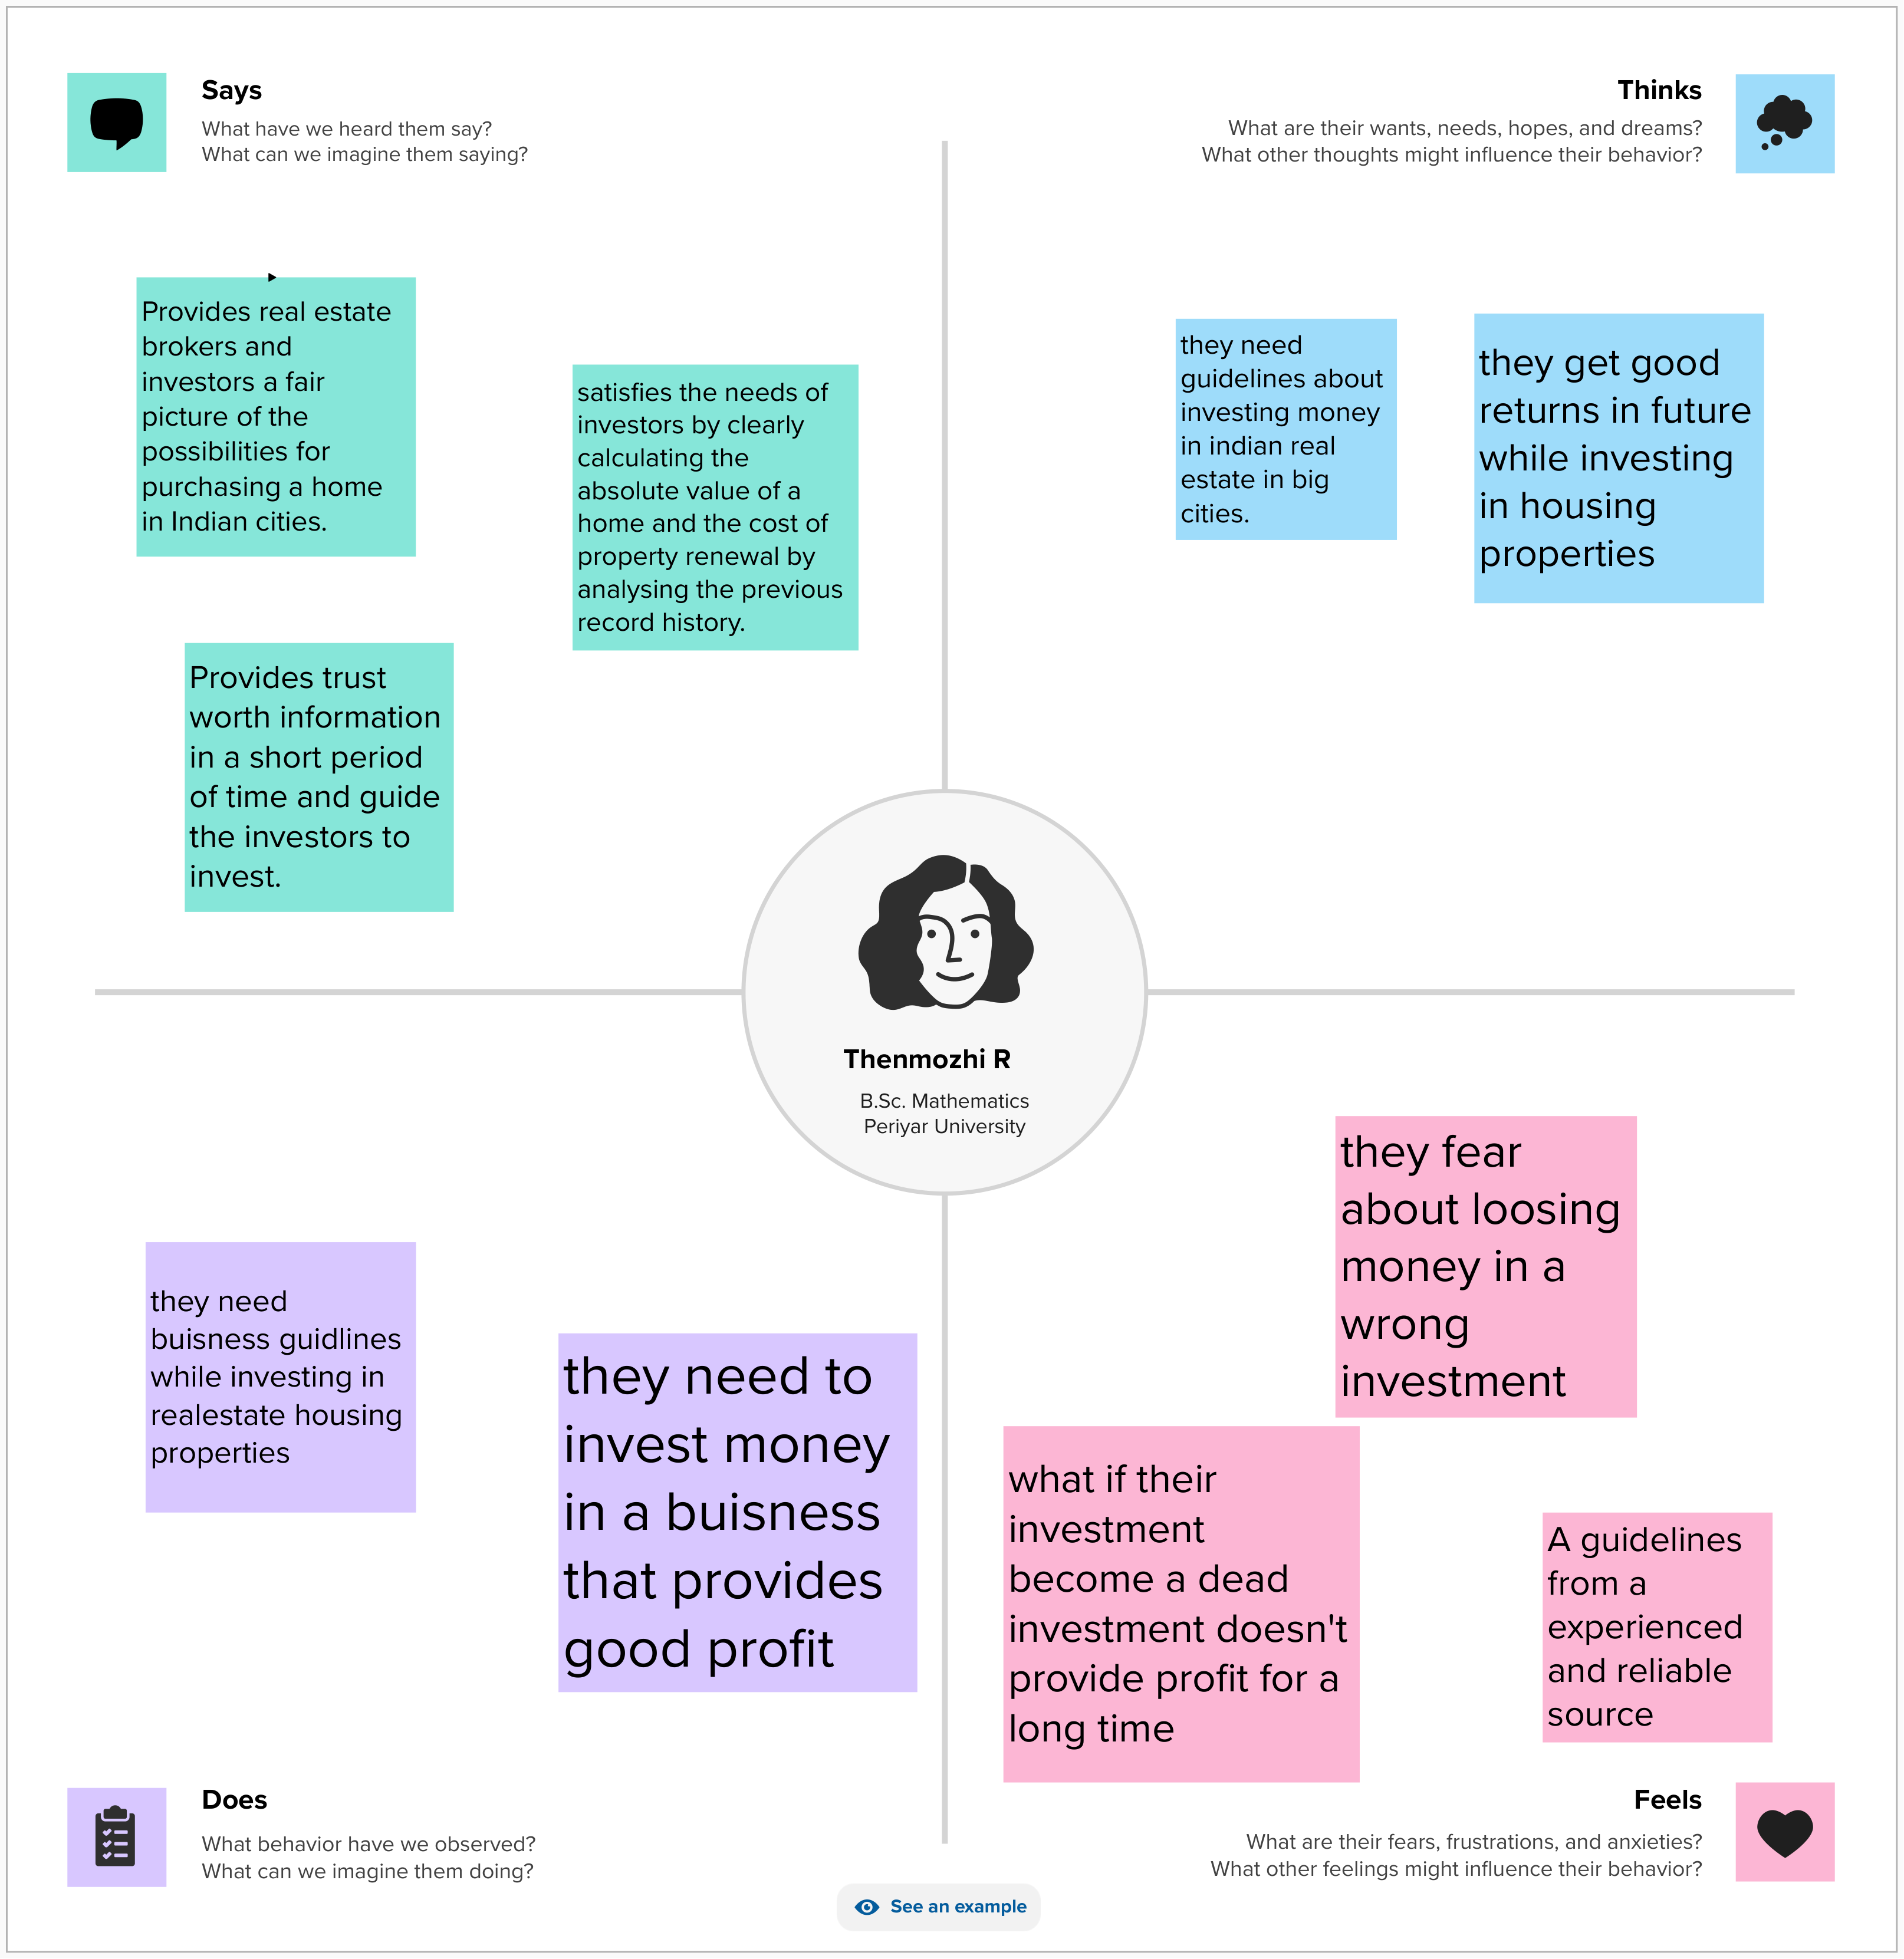 Says
What have we heard them say?
What can we imagine them saying?
Thinks
What are their wants, needs, hopes, and dreams?
What other thoughts might influence their behavior?
Provides real estate
brokers and
investors a fair
picture of the
possibilities for
purchasing a home
in Indian cities.
satisfies the needs of
investors by clearly
calculating the
absolute value of a
home and the cost of
property renewal by
analysing the previous
record history.
Provides trust
worth information
in a short period
of time and guide
the investors to
invest.
they need
guidelines about
investing money
in indian real
estate in big
cities.
they get good
returns in future
while investing
in housing
properties
Thenmozhi R
B.Sc. Mathematics
Periyar University
they need
buisness guidlines
while investing in
realestate housing
properties
they need to
invest money
in a buisness
that provides
good profit
they fear
about loosing
money in a
wrong
investment
what if their
investment
become a dead
investment doesn't
provide profit for a
long time
A guidelines
from a
experienced
and reliable
source
Does
What behavior have we observed?
What can we imagine them doing?
Feels
What are their fears, frustrations, and anxieties?
What other feelings might influence their behavior?
See an example